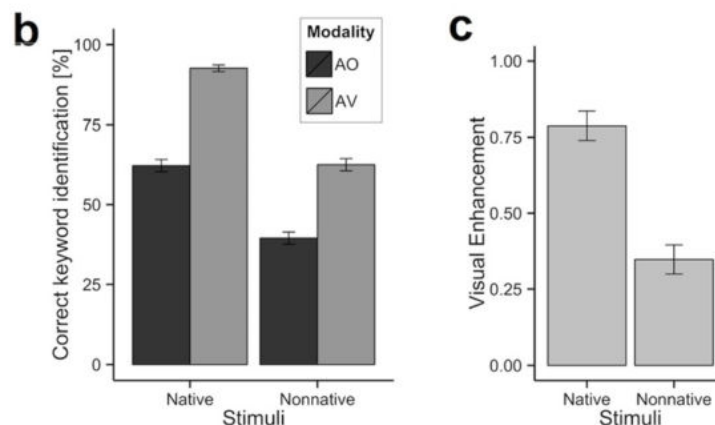 b
Correct keyword identification [%]
100
75
50
25
0
Modality
AO
AV
Native
Nonnative
Stimuli
c
Visual Enhancement
1.00
0.75
0.50
0.25
0.00
Native
Nonnative
Stimuli